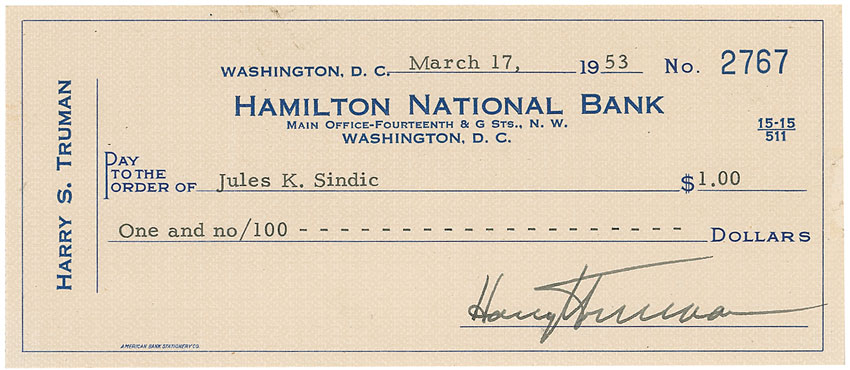 WASHINGTON, D. C. March 17, 1953 No. 2767
HAMILTON NATIONAL BANK
MAIN OFFICE-FOURTEENTH & G STS., N. W.
WASHINGTON, D. C.
15-15
511
PAY TO THE ORDER OF Jules K. Sindic $1.00
One and no/100 - - - - - - - - - - - - - - - - - - - - DOLLARS
Harry Truman
HARRY S. TRUMAN
AMERICAN BANK STATIONERY CO.